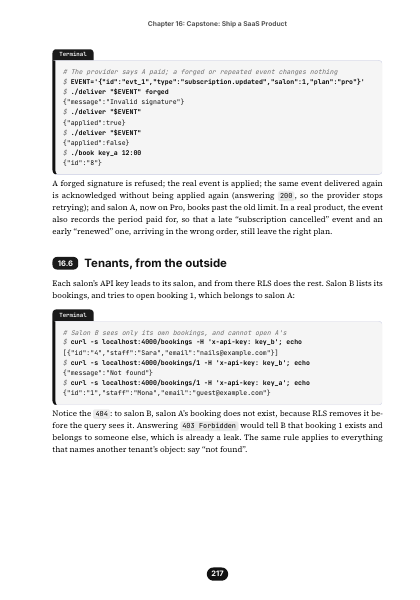 Chapter 16: Capstone: Ship a SaaS Product
Terminal
# The provider says A paid; a forged or repeated event changes nothing
$ EVENT='{"id":"evt_1","type":"subscription.updated","salon":1,"plan":"pro"}'
$ ./deliver "$EVENT" forged
{"message":"Invalid signature"}
$ ./deliver "$EVENT"
{"applied":true}
$ ./deliver "$EVENT"
{"applied":false}
$ ./book key_a 12:00
{"id":"8"}
A forged signature is refused; the real event is applied; the same event delivered again
is acknowledged without being applied again (answering 200, so the provider stops
retrying); and salon A, now on Pro, books past the old limit. In a real product, the event
also records the period paid for, so that a late “subscription cancelled” event and an
early “renewed” one, arriving in the wrong order, still leave the right plan.
16.6 Tenants, from the outside
Each salon’s API key leads to its salon, and from there RLS does the rest. Salon B lists its
bookings, and tries to open booking 1, which belongs to salon A:
Terminal
# Salon B sees only its own bookings, and cannot open A's
$ curl -s localhost:4000/bookings -H 'x-api-key: key_b'; echo
[{"id":"4","staff":"Sara","email":"nails@example.com"}]
$ curl -s localhost:4000/bookings/1 -H 'x-api-key: key_b'; echo
{"message":"Not found"}
$ curl -s localhost:4000/bookings/1 -H 'x-api-key: key_a'; echo
{"id":"1","staff":"Mona","email":"guest@example.com"}
Notice the 404: to salon B, salon A’s booking does not exist, because RLS removes it be-
fore the query sees it. Answering 403 Forbidden would tell B that booking 1 exists and
belongs to someone else, which is already a leak. The same rule applies to everything
that names another tenant’s object: say “not found”.
217